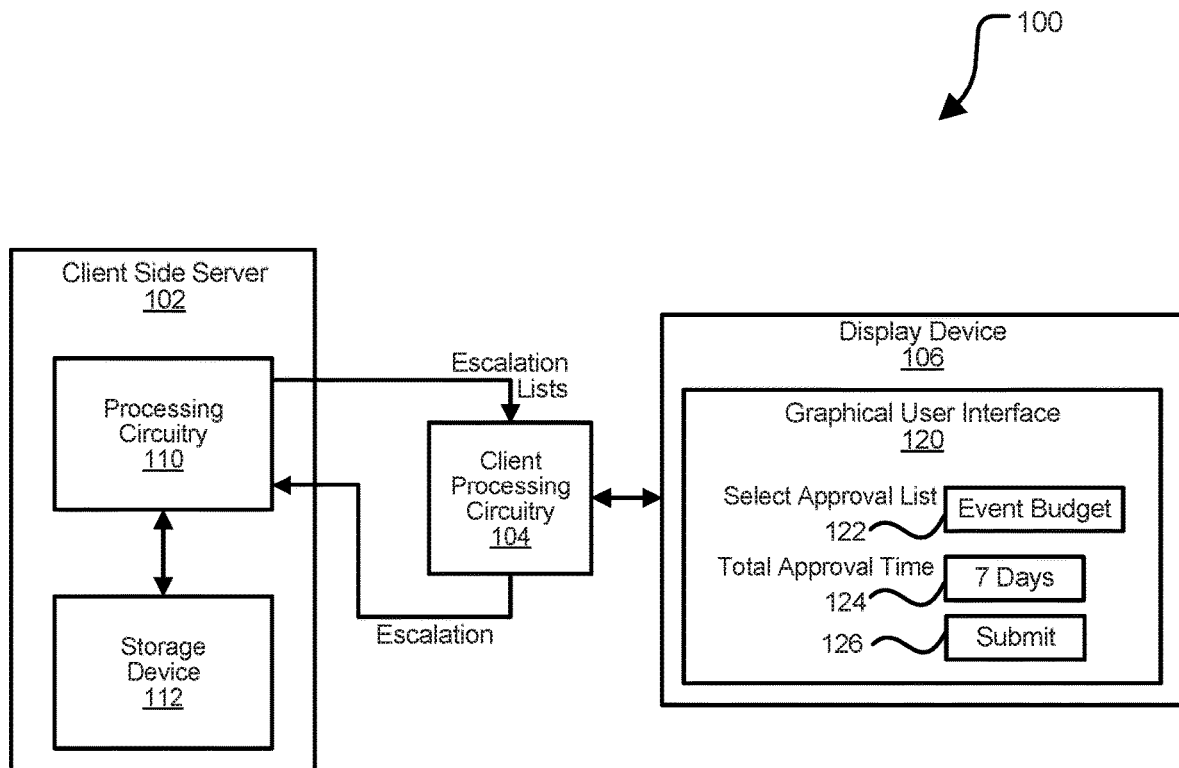 100
Client Side Server
102
Processing
Circuitry
110
Storage
Device
112
Escalation
Lists
Client
Processing
Circuitry
104
Escalation
Display Device
106
Graphical User Interface
120
Select Approval List
Event Budget
122
Total Approval Time
7 Days
124
126
Submit